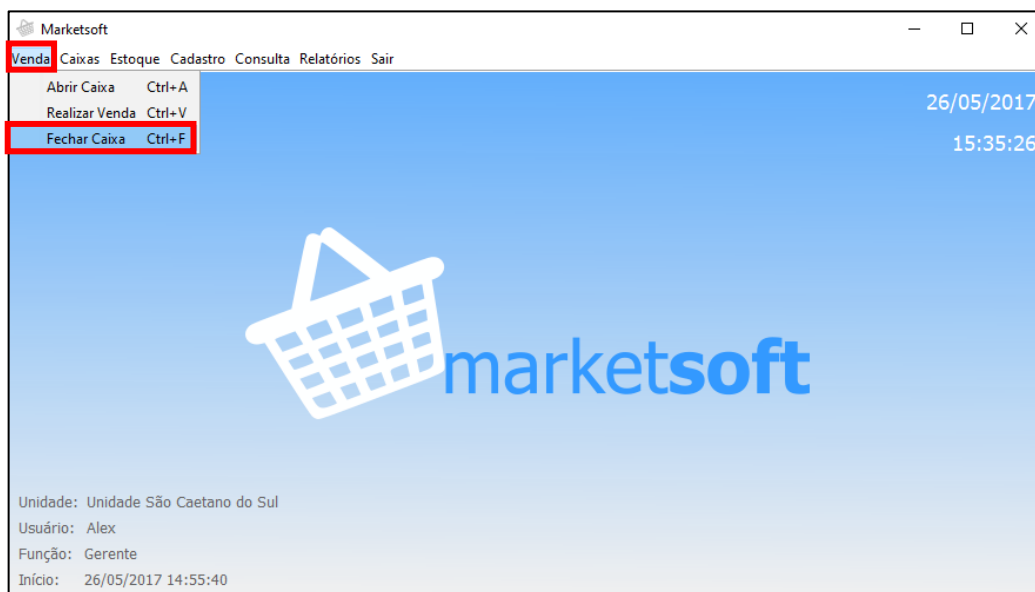 Marketsoft
Venda Caixas Estoque Cadastro Consulta Relatórios Sair
Abrir Caixa Ctrl+A
Realizar Venda Ctrl+V
Fechar Caixa Ctrl+F
26/05/2017
15:35:26
marketsoft
Unidade: Unidade São Caetano do Sul
Usuário: Alex
Função: Gerente
Início: 26/05/2017 14:55:40